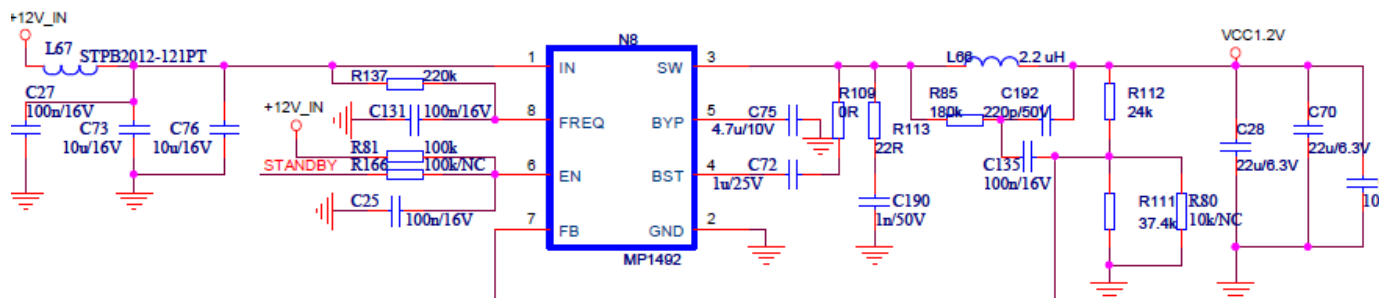 +12V_IN
L67
STPB2012-121PT
C27
100n/16V
C73
10u/16V
C76
10u/16V
+12V_IN
R137
220k
C131
100n/16V
R81
100k
STANDBY
R166
100k/NC
C25
100n/16V
N8
1
IN
8
FREQ
6
EN
7
FB
SW
3
BYP
5
BST
4
GND
2
MP1492
C75
4.7u/10V
C72
1u/25V
R109
0R
R113
22R
C190
1n/50V
L66
2.2 uH
R85
180k
C192
220p/50V
C135
100n/16V
R112
24k
R111
37.4k
R80
10k/NC
VCC1.2V
C28
22u/6.3V
C70
22u/6.3V
10